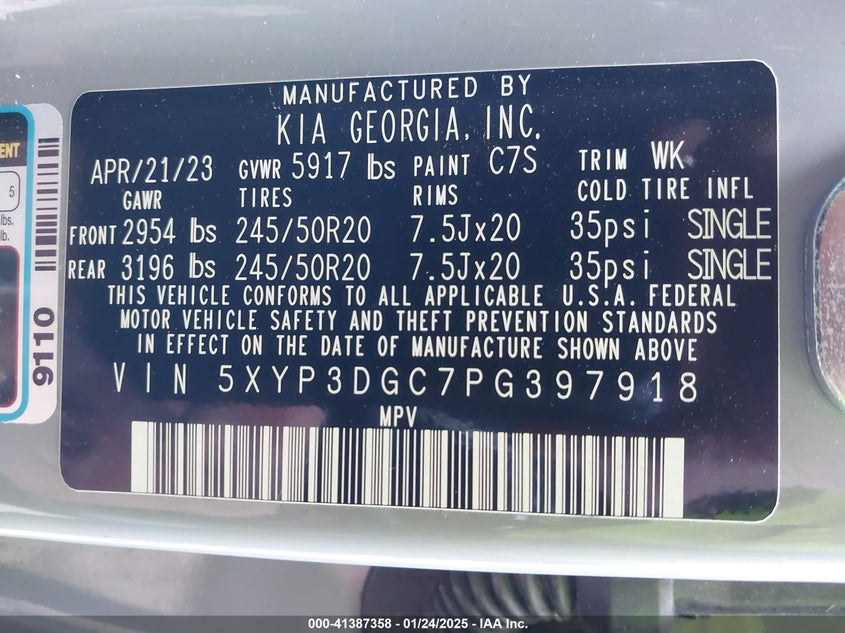 MANUFACTURED BY
KIA GEORGIA, INC.
APR/21/23 GVWR 5917 lbs PAINT C7S TRIM WK
GAWR TIRES RIMS COLD TIRE INFL
FRONT 2954 lbs 245/50R20 7.5Jx20 35psi SINGLE
REAR 3196 lbs 245/50R20 7.5Jx20 35psi SINGLE
THIS VEHICLE CONFORMS TO ALL APPLICABLE U.S.A. FEDERAL
MOTOR VEHICLE SAFETY AND THEFT PREVENTION STANDARDS
IN EFFECT ON THE DATE OF MANUFACTURE SHOWN ABOVE
VIN 5XYP3DGC7PG397918
MPV
5
lbs.
lb.
9110
000-41387358 - 01/24/2025 - IAA Inc.